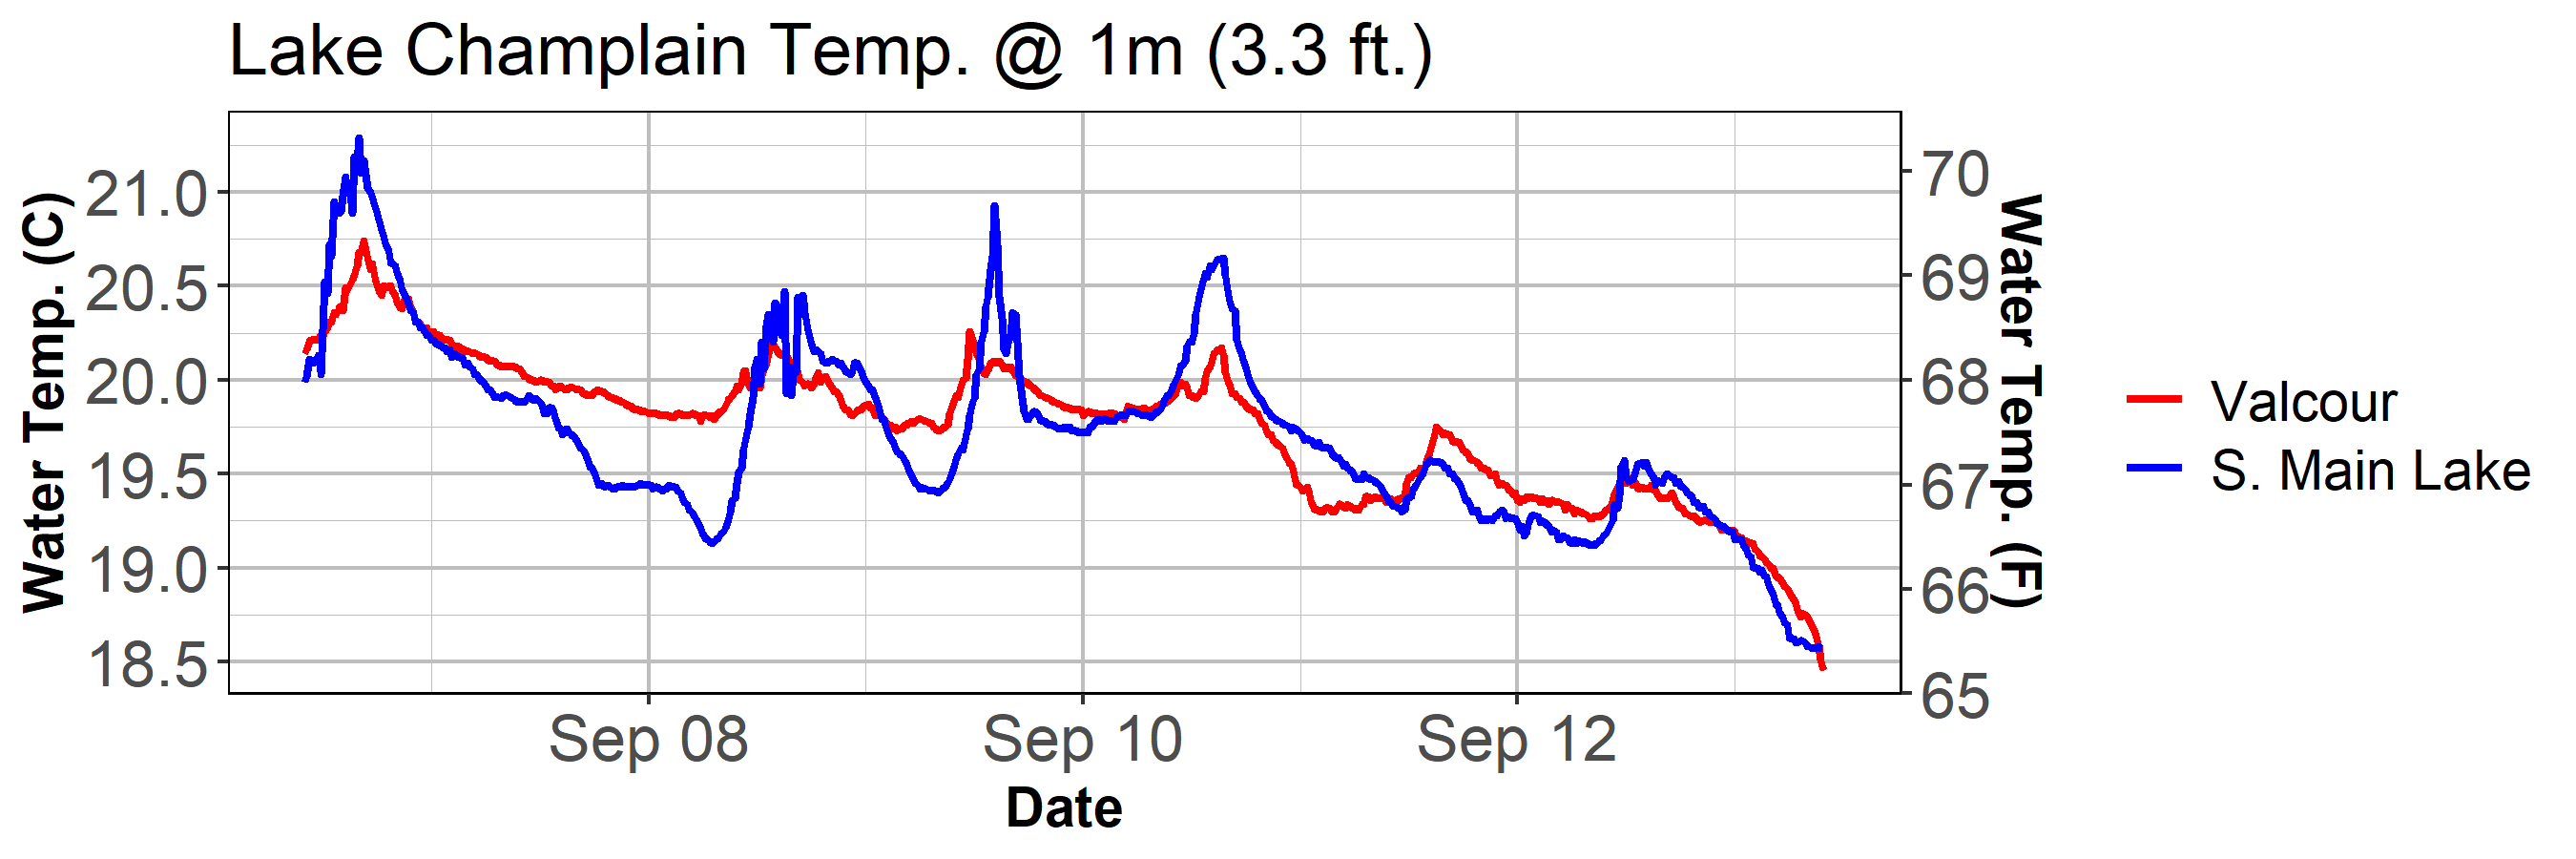 Lake Champlain Temp. @ 1m (3.3 ft.)
Water Temp. (C)
21.0
20.5
20.0
19.5
19.0
18.5
70
69
68
67
66
65
Water Temp. (F)
Sep 08
Sep 10
Sep 12
Date
Valcour
S. Main Lake